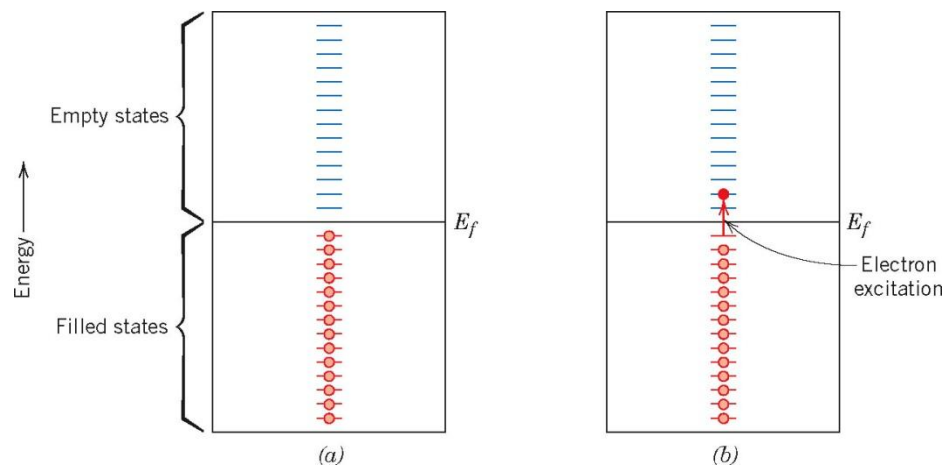 Empty states
Energy
Filled states
E_f
(a)
E_f
Electron
excitation
(b)